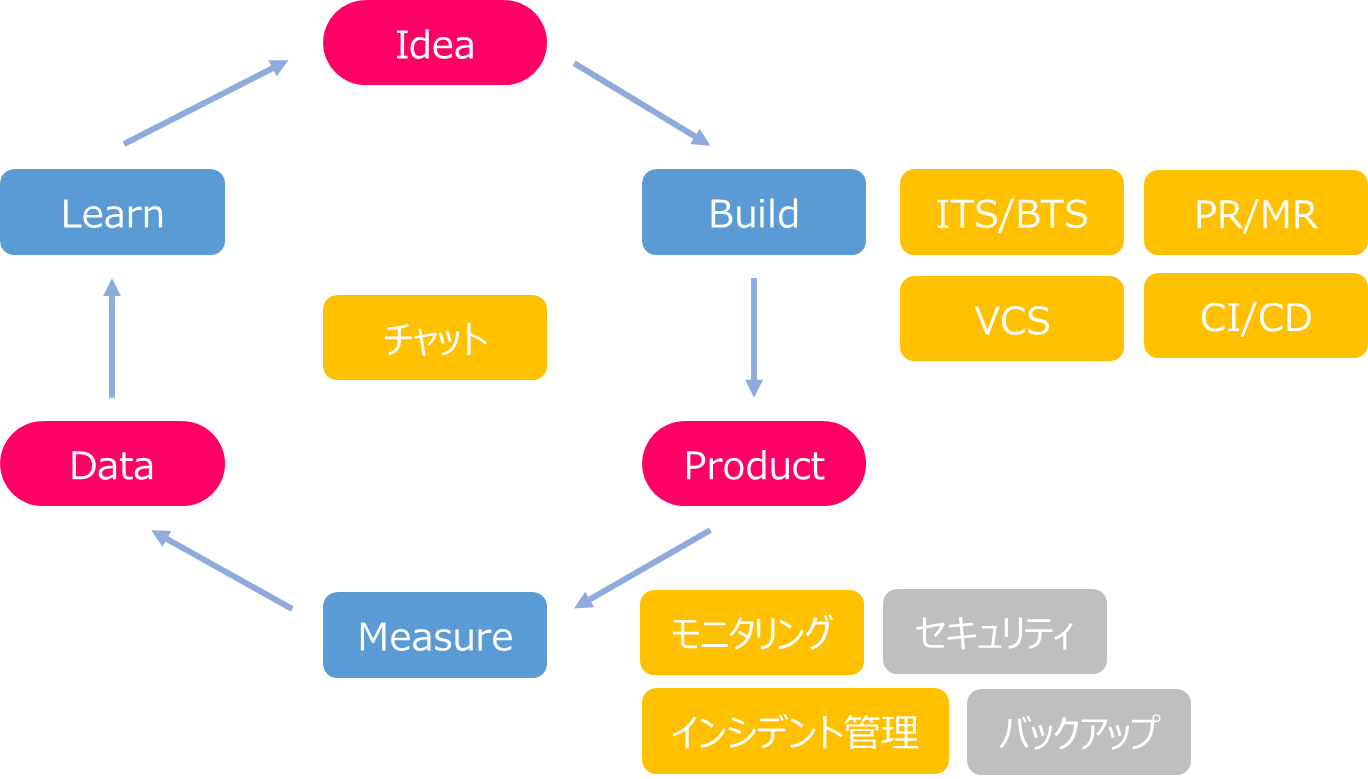 Idea
Learn
Build
ITS/BTS
PR/MR
VCS
CI/CD
チャット
Data
Product
Measure
モニタリング
セキュリティ
インシデント管理
バックアップ